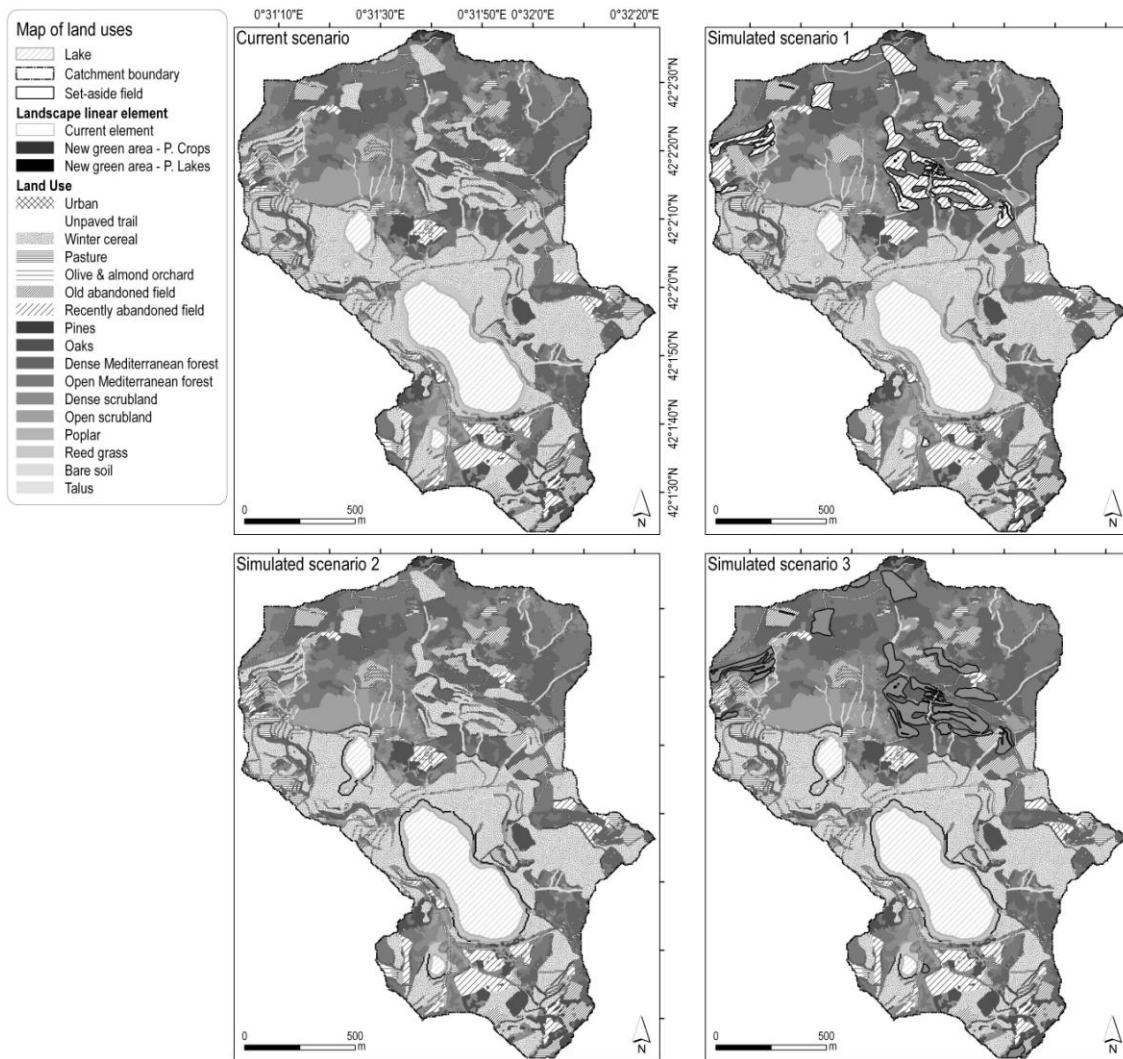 Map of land uses
Lake
Catchment boundary
Set-aside field
Landscape linear element
Current element
New green area - P. Crops
New green area - P. Lakes
Land Use
Urban
Unpaved trail
Winter cereal
Pasture
Olive & almond orchard
Old abandoned field
Recently abandoned field
Pines
Oaks
Dense Mediterranean forest
Open Mediterranean forest
Dense scrubland
Open scrubland
Poplar
Reed grass
Bare soil
Talus
0°31'10"E 0°31'30"E 0°31'50"E 0°32'0"E 0°32'20"E
Current scenario
42°2'30"N
42°2'20"N
42°2'10"N
42°2'0"N
42°1'50"N
42°1'40"N
42°1'30"N
0 500
m
N
Simulated scenario 1
0 500
m
N
Simulated scenario 2
0 500
m
N
Simulated scenario 3
0 500
m
N